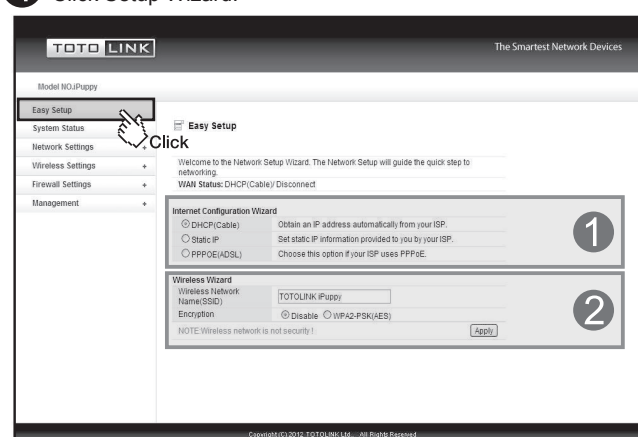 Click Setup Wizard.
TOTO LINK
The Smartest Network Devices
Model NO.iPuppy
Easy Setup
System Status
Network Settings +
Wireless Settings +
Firewall Settings +
Management +
Click
Easy Setup
Welcome to the Network Setup Wizard. The Network Setup will guide the quick step to
networking.
WAN Status: DHCP(Cable)/ Disconnect
Internet Configuration Wizard
DHCP(Cable) Obtain an IP address automatically from your ISP.
Static IP Set static IP information provided to you by your ISP.
PPPOE(ADSL) Choose this option if your ISP uses PPPoE.
1
Wireless Wizard
Wireless Network
Name(SSID) TOTOLINK iPuppy
Encryption Disable WPA2-PSK(AES)
NOTE:Wireless network is not security !
Apply
2
Copyright (C) 2012 TOTOLINK Ltd., All Rights Reserved